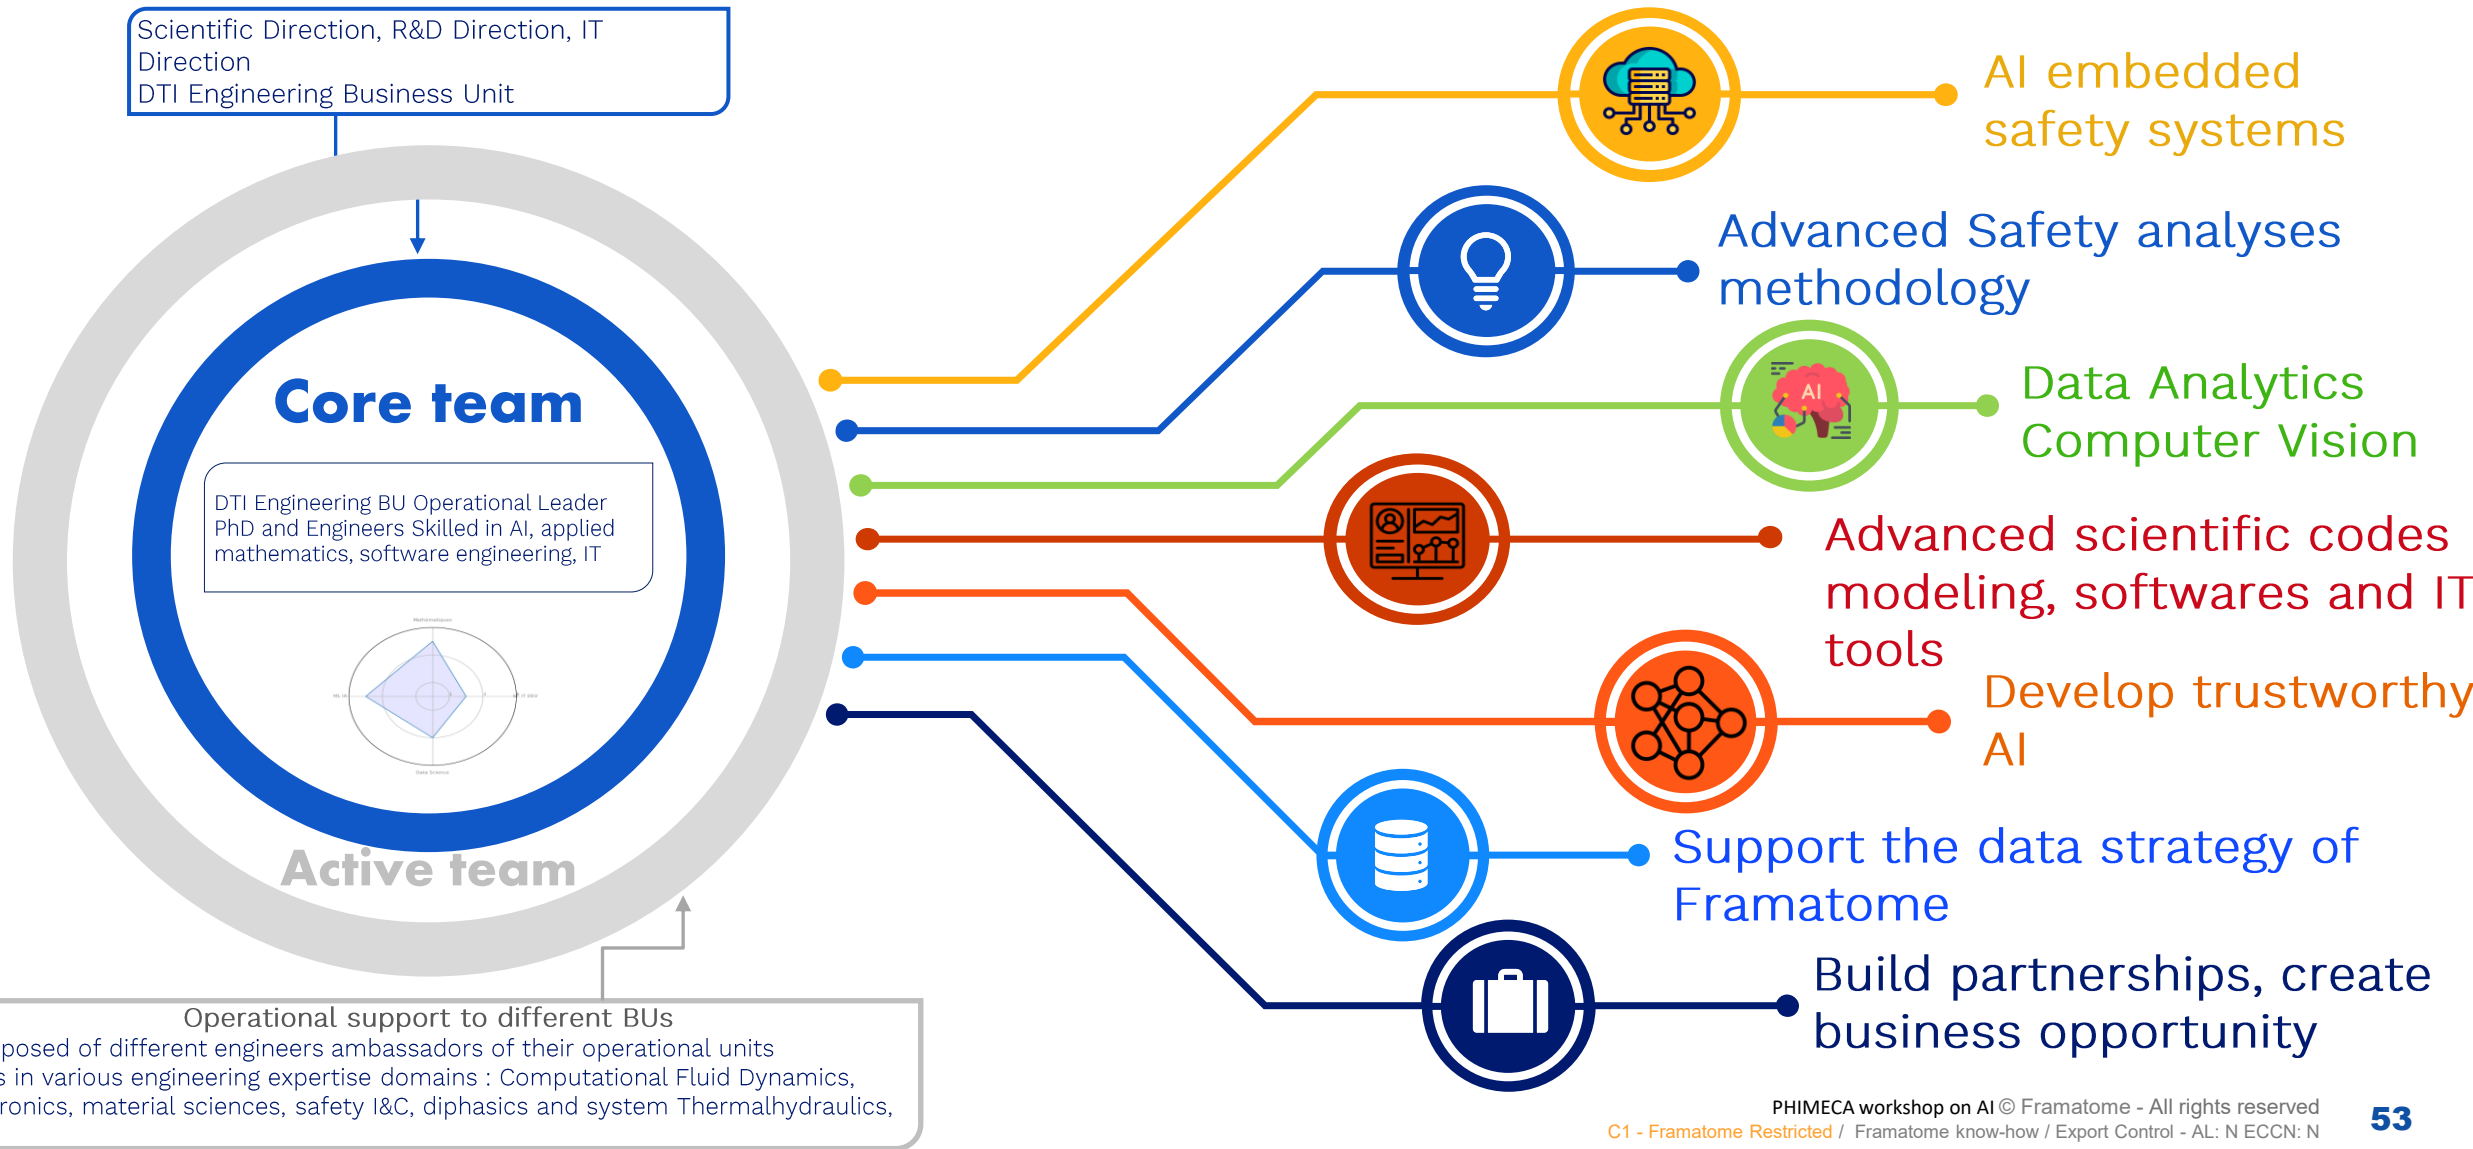 Scientific Direction, R&D Direction, IT
Direction
DTI Engineering Business Unit
Core team
DTI Engineering BU Operational Leader
PhD and Engineers Skilled in AI, applied
mathematics, software engineering, IT
Mathématiques
Data Science
Active team
Operational support to different BUs
posed of different engineers ambassadors of their operational units
s in various engineering expertise domains : Computational Fluid Dynamics,
ronics, material sciences, safety I&C, diphasics and system Thermalhydraulics,
AI embedded
safety systems
Advanced Safety analyses
methodology
AI
Data Analytics
Computer Vision
Advanced scientific codes
modeling, softwares and IT
tools
Develop trustworthy
AI
Support the data strategy of
Framatome
Build partnerships, create
business opportunity
PHIMECA workshop on AI © Framatome - All rights reserved
C1 - Framatome Restricted / Framatome know-how / Export Control - AL: N ECCN: N
53